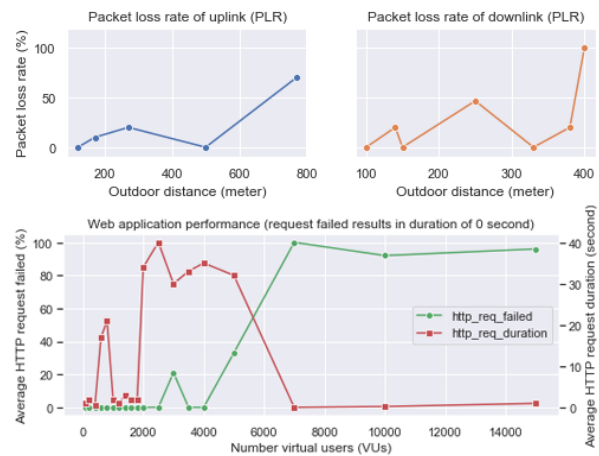 Packet loss rate of uplink (PLR)
Packet loss rate of downlink (PLR)
Packet loss rate (%)
100
50
0
200
400
600
800
100
200
300
400
Outdoor distance (meter)
Outdoor distance (meter)
Web application performance (request failed results in duration of 0 second)
Average HTTP request failed (%)
100
80
60
40
20
0
http_req_failed
http_req_duration
40
30
20
10
0
Average HTTP request duration (second)
0
2000
4000
6000
8000
10000
12000
14000
Number virtual users (VUs)